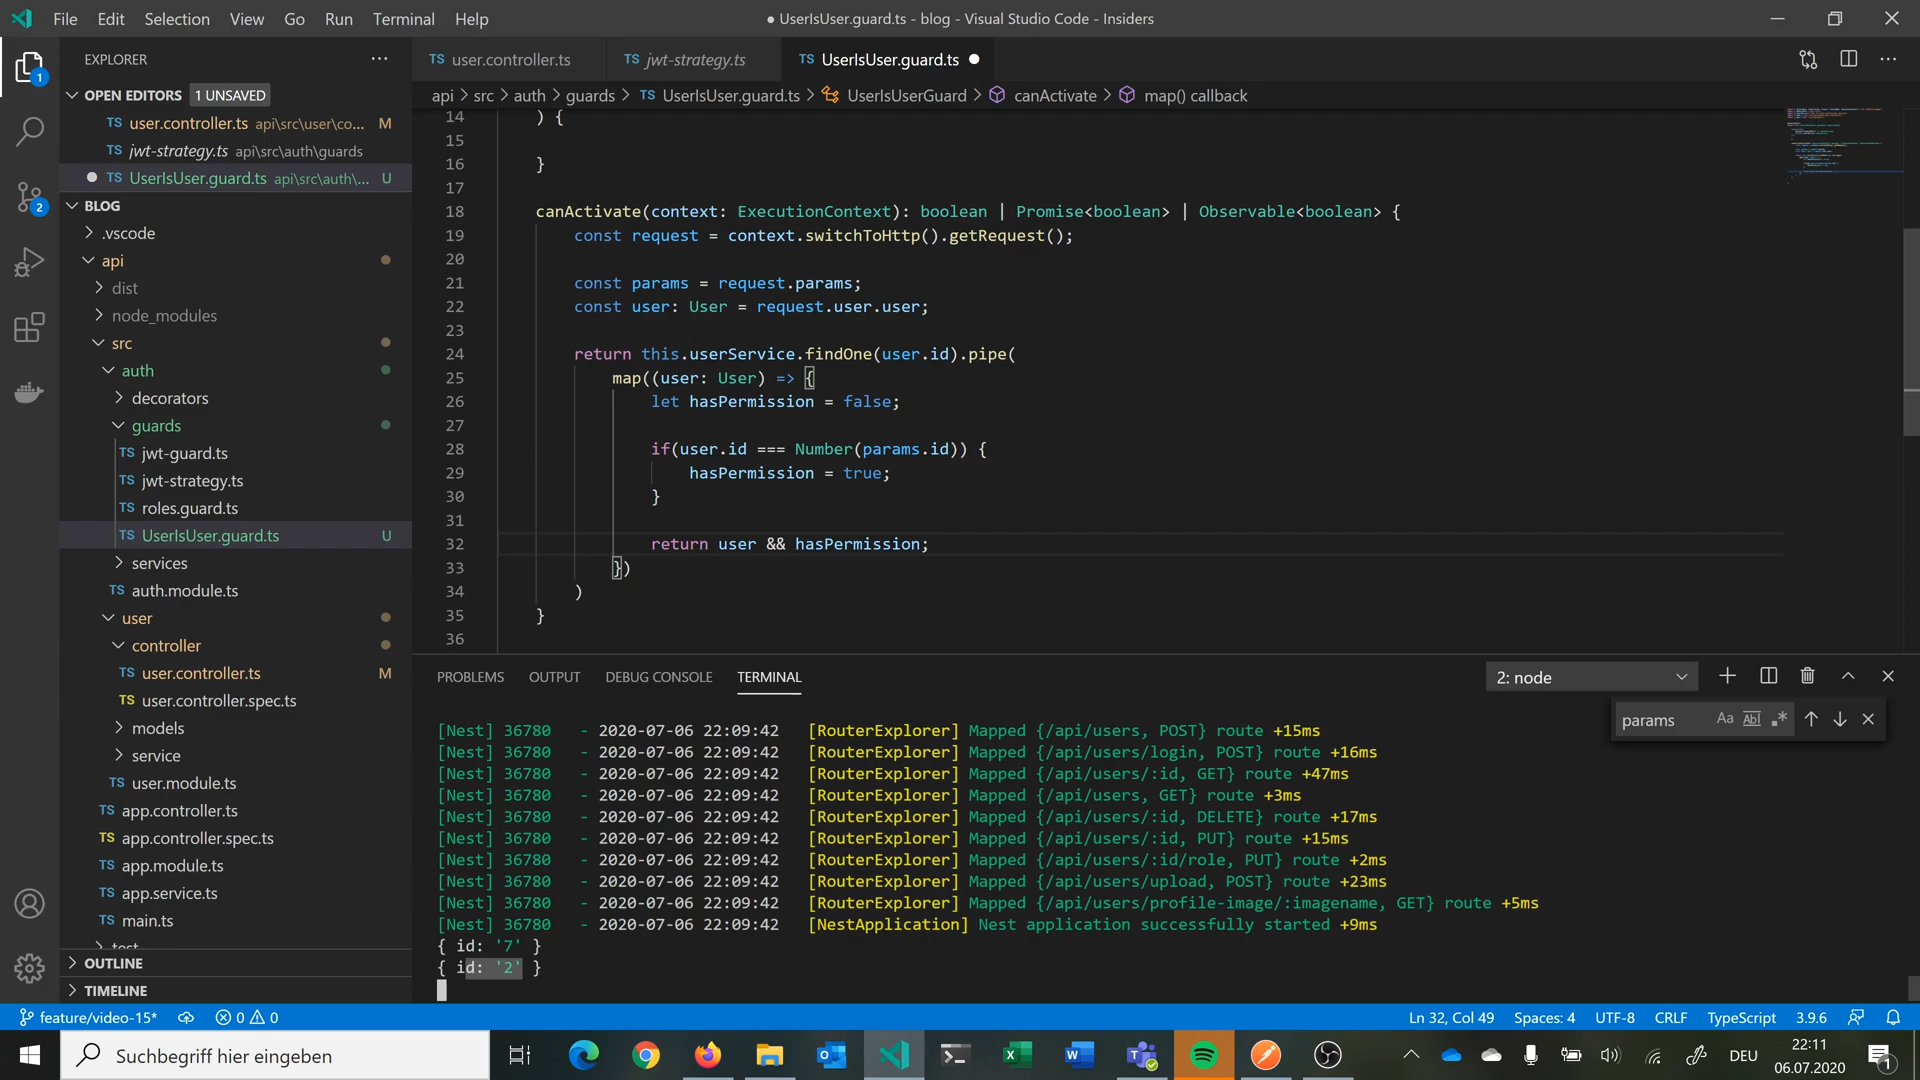 File Edit Selection View Go Run Terminal Help
● UserIsUser.guard.ts - blog - Visual Studio Code - Insiders
EXPLORER
TS user.controller.ts
TS jwt-strategy.ts
TS UserIsUser.guard.ts
OPEN EDITORS 1 UNSAVED
TS user.controller.ts api\src\user\co... M
TS jwt-strategy.ts api\src\auth\guards
TS UserIsUser.guard.ts api\src\auth\... U
BLOG
.vscode
api
dist
node_modules
src
auth
decorators
guards
TS jwt-guard.ts
TS jwt-strategy.ts
TS roles.guard.ts
TS UserIsUser.guard.ts U
services
TS auth.module.ts
user
controller
TS user.controller.ts M
TS user.controller.spec.ts
models
service
TS user.module.ts
TS app.controller.ts
TS app.controller.spec.ts
TS app.module.ts
TS app.service.ts
TS main.ts
test
OUTLINE
TIMELINE
api > src > auth > guards > TS UserIsUser.guard.ts > UserIsUserGuard > canActivate > map() callback
14 ) {
15
16 }
17
18 canActivate(context: ExecutionContext): boolean | Promise<boolean> | Observable<boolean> {
19 const request = context.switchToHttp().getRequest();
20
21 const params = request.params;
22 const user: User = request.user.user;
23
24 return this.userService.findOne(user.id).pipe(
25 map((user: User) => {
26 let hasPermission = false;
27
28 if(user.id === Number(params.id)) {
29 hasPermission = true;
30 }
31
32 return user && hasPermission;
33 })
34 )
35 }
36
PROBLEMS OUTPUT DEBUG CONSOLE TERMINAL
2: node
params
[Nest] 36780 - 2020-07-06 22:09:42 [RouterExplorer] Mapped {/api/users, POST} route +15ms
[Nest] 36780 - 2020-07-06 22:09:42 [RouterExplorer] Mapped {/api/users/login, POST} route +16ms
[Nest] 36780 - 2020-07-06 22:09:42 [RouterExplorer] Mapped {/api/users/:id, GET} route +47ms
[Nest] 36780 - 2020-07-06 22:09:42 [RouterExplorer] Mapped {/api/users, GET} route +3ms
[Nest] 36780 - 2020-07-06 22:09:42 [RouterExplorer] Mapped {/api/users/:id, DELETE} route +17ms
[Nest] 36780 - 2020-07-06 22:09:42 [RouterExplorer] Mapped {/api/users/:id, PUT} route +15ms
[Nest] 36780 - 2020-07-06 22:09:42 [RouterExplorer] Mapped {/api/users/:id/role, PUT} route +2ms
[Nest] 36780 - 2020-07-06 22:09:42 [RouterExplorer] Mapped {/api/users/upload, POST} route +23ms
[Nest] 36780 - 2020-07-06 22:09:42 [RouterExplorer] Mapped {/api/users/profile-image/:imagename, GET} route +5ms
[Nest] 36780 - 2020-07-06 22:09:42 [NestApplication] Nest application successfully started +9ms
{ id: '7' }
{ id: '2' }
feature/video-15* 0 0 Ln 32, Col 49 Spaces: 4 UTF-8 CRLF TypeScript 3.9.6
Suchbegriff hier eingeben
DEU
22:11
06.07.2020